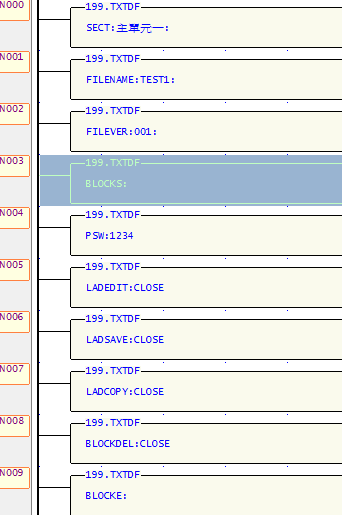 N000
199.TXTDF
SECT:主單元一:
N001
199.TXTDF
FILENAME:TEST1:
N002
199.TXTDF
FILEVER:001:
N003
199.TXTDF
BLOCKS:
N004
199.TXTDF
PSW:1234
N005
199.TXTDF
LADEDIT:CLOSE
N006
199.TXTDF
LADSAVE:CLOSE
N007
199.TXTDF
LADCOPY:CLOSE
N008
199.TXTDF
BLOCKDEL:CLOSE
N009
199.TXTDF
BLOCKE: